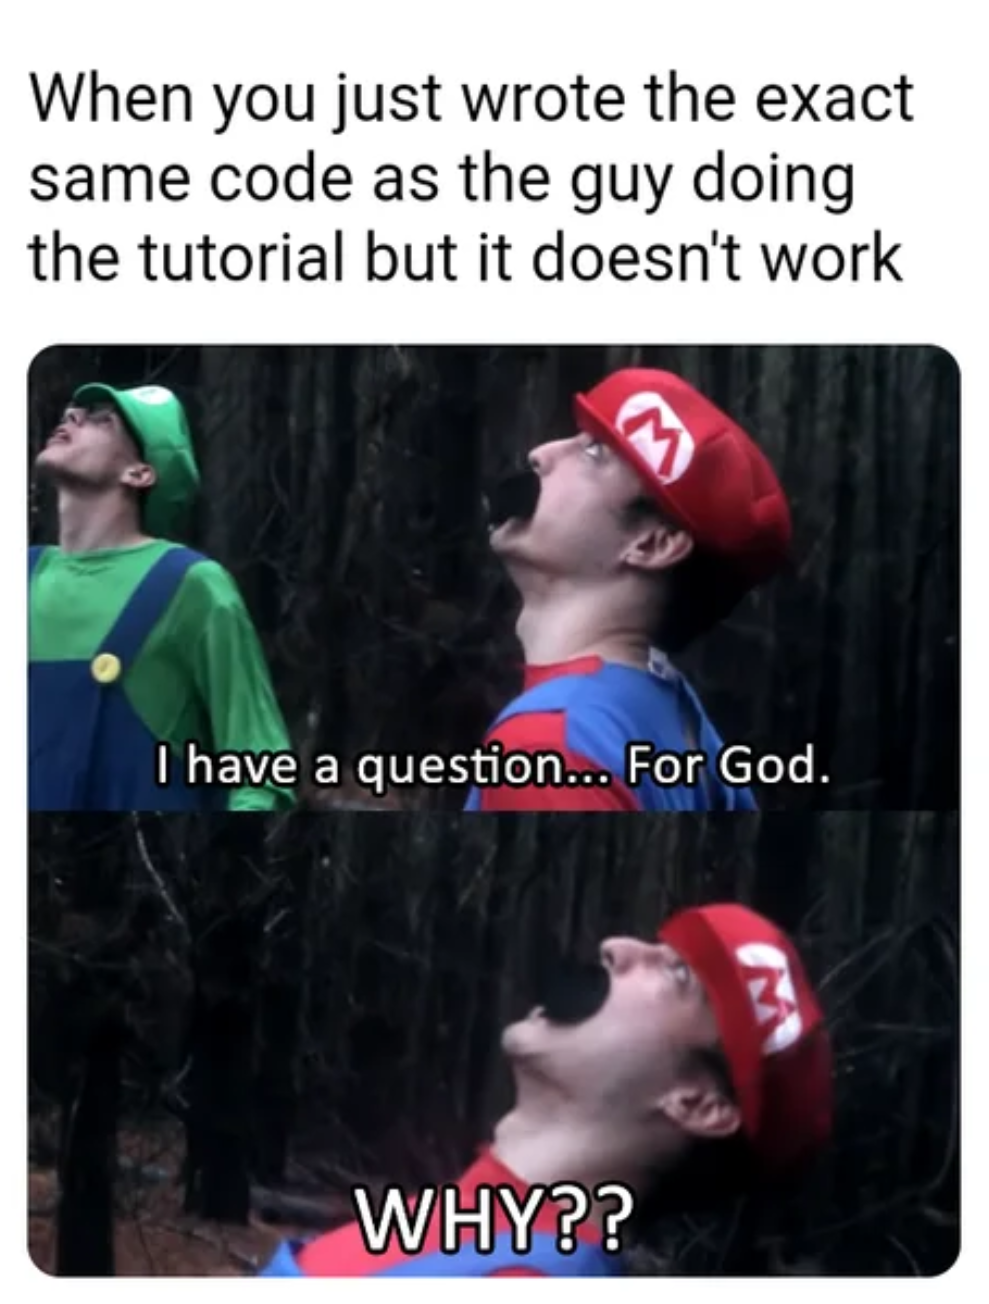 When you just wrote the exact
same code as the guy doing
the tutorial but it doesn't work
M
I have a question... For God.
M
WHY??